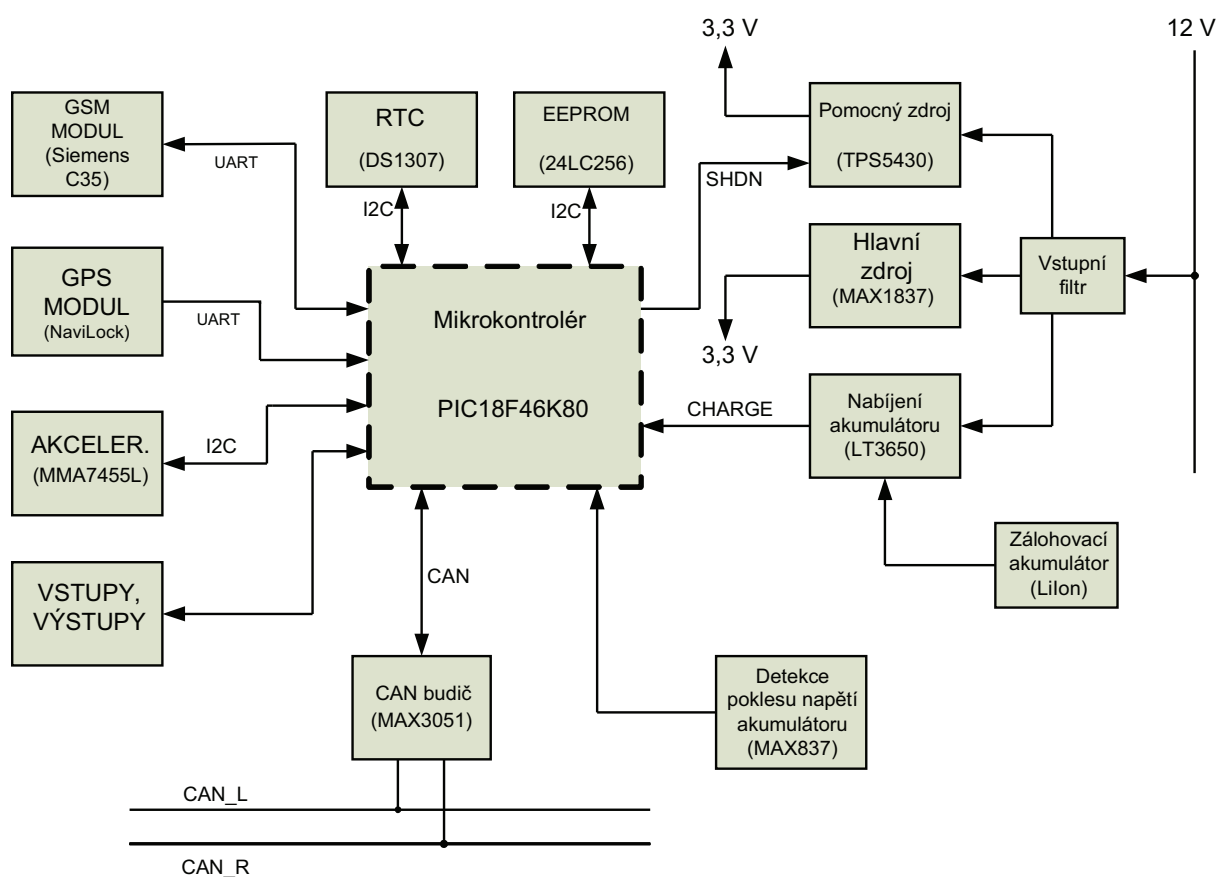 3,3 V
12 V
GSM
MODUL
(Siemens
C35)
UART
RTC
(DS1307)
I2C
EEPROM
(24LC256)
I2C
SHDN
Pomocný zdroj
(TPS5430)
GPS
MODUL
(NaviLock)
UART
Mikrokontrolér
PIC18F46K80
Hlavní
zdroj
(MAX1837)
3,3 V
Vstupní
filtr
AKCELER.
(MMA7455L)
I2C
CHARGE
Nabíjení
akumulátoru
(LT3650)
VSTUPY,
VÝSTUPY
CAN
Zálohovací
akumulátor
(LiIon)
CAN budič
(MAX3051)
Detekce
poklesu napětí
akumulátoru
(MAX837)
CAN_L
CAN_R